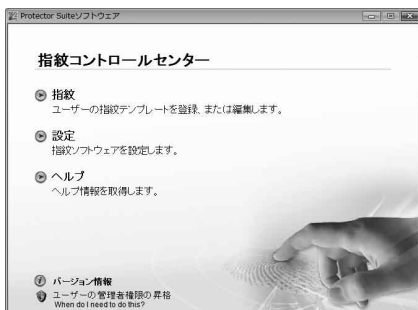 Protector Suiteソフトウェア
指紋コントロールセンター
指紋
ユーザーの指紋テンプレートを登録、または編集します。
設定
指紋ソフトウェアを設定します。
ヘルプ
ヘルプ情報を取得します。
バージョン情報
ユーザーの管理者権限の昇格
When do I need to do this?